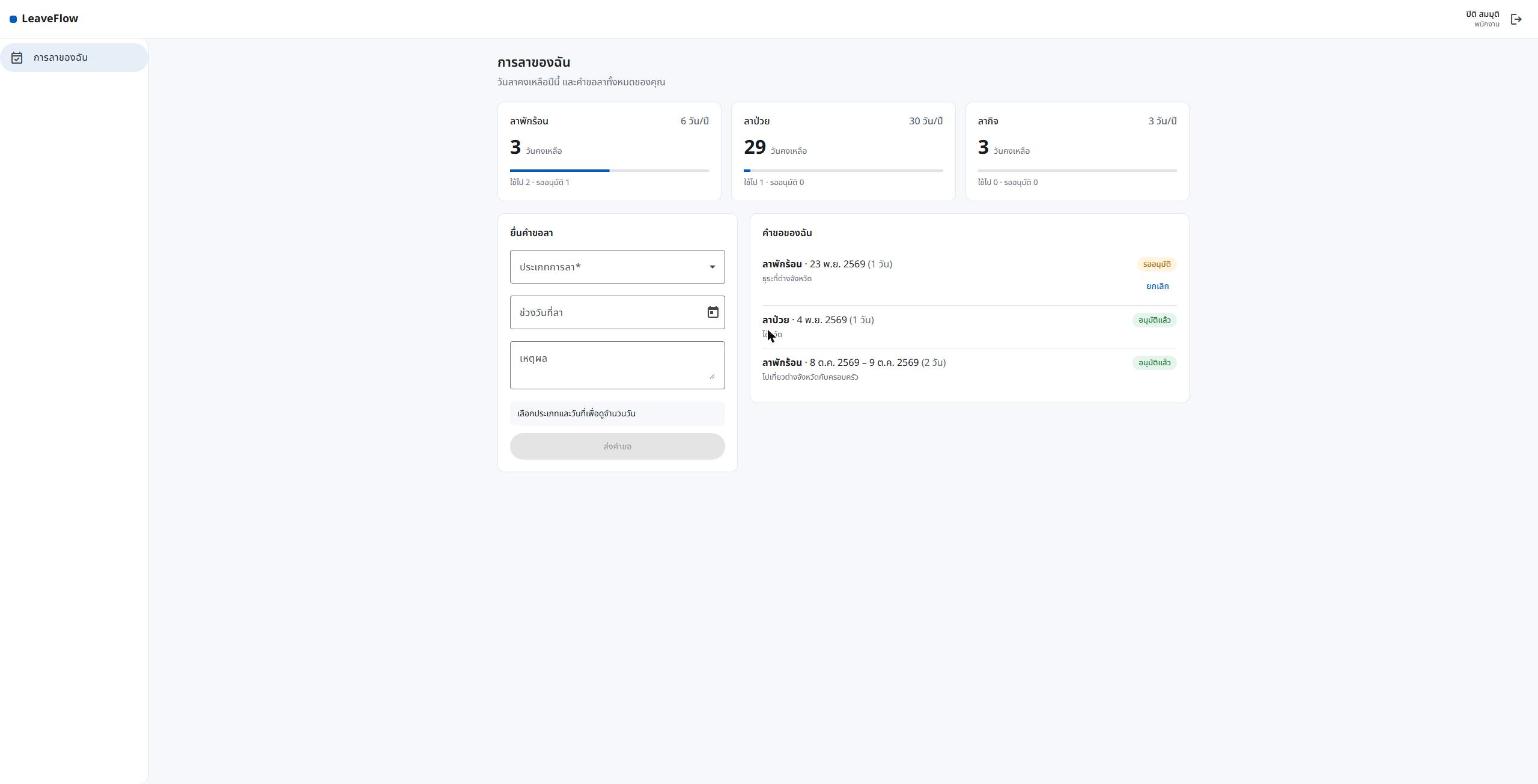 LeaveFlow
ปิติ สมมุติ
พนักงาน
การลาของฉัน
การลาของฉัน
วันลาคงเหลือปีนี้ และคำขอลาทั้งหมดของคุณ
ลาพักร้อน 6 วัน/ปี
3 วันคงเหลือ
ใช้ไป 2 · รออนุมัติ 1
ลาป่วย 30 วัน/ปี
29 วันคงเหลือ
ใช้ไป 1 · รออนุมัติ 0
ลากิจ 3 วัน/ปี
3 วันคงเหลือ
ใช้ไป 0 · รออนุมัติ 0
ยื่นคำขอลา
ประเภทการลา*
ช่วงวันที่ลา
เหตุผล
เลือกประเภทและวันที่เพื่อดูจำนวนวัน
ส่งคำขอ
คำขอของฉัน
ลาพักร้อน · 23 พ.ย. 2569 (1 วัน) รออนุมัติ
ธุระที่ต่างจังหวัด
ยกเลิก
ลาป่วย · 4 พ.ย. 2569 (1 วัน) อนุมัติแล้ว
ลาพักร้อน · 8 ต.ค. 2569 – 9 ต.ค. 2569 (2 วัน) อนุมัติแล้ว
ไปเที่ยวต่างจังหวัดกับครอบครัว